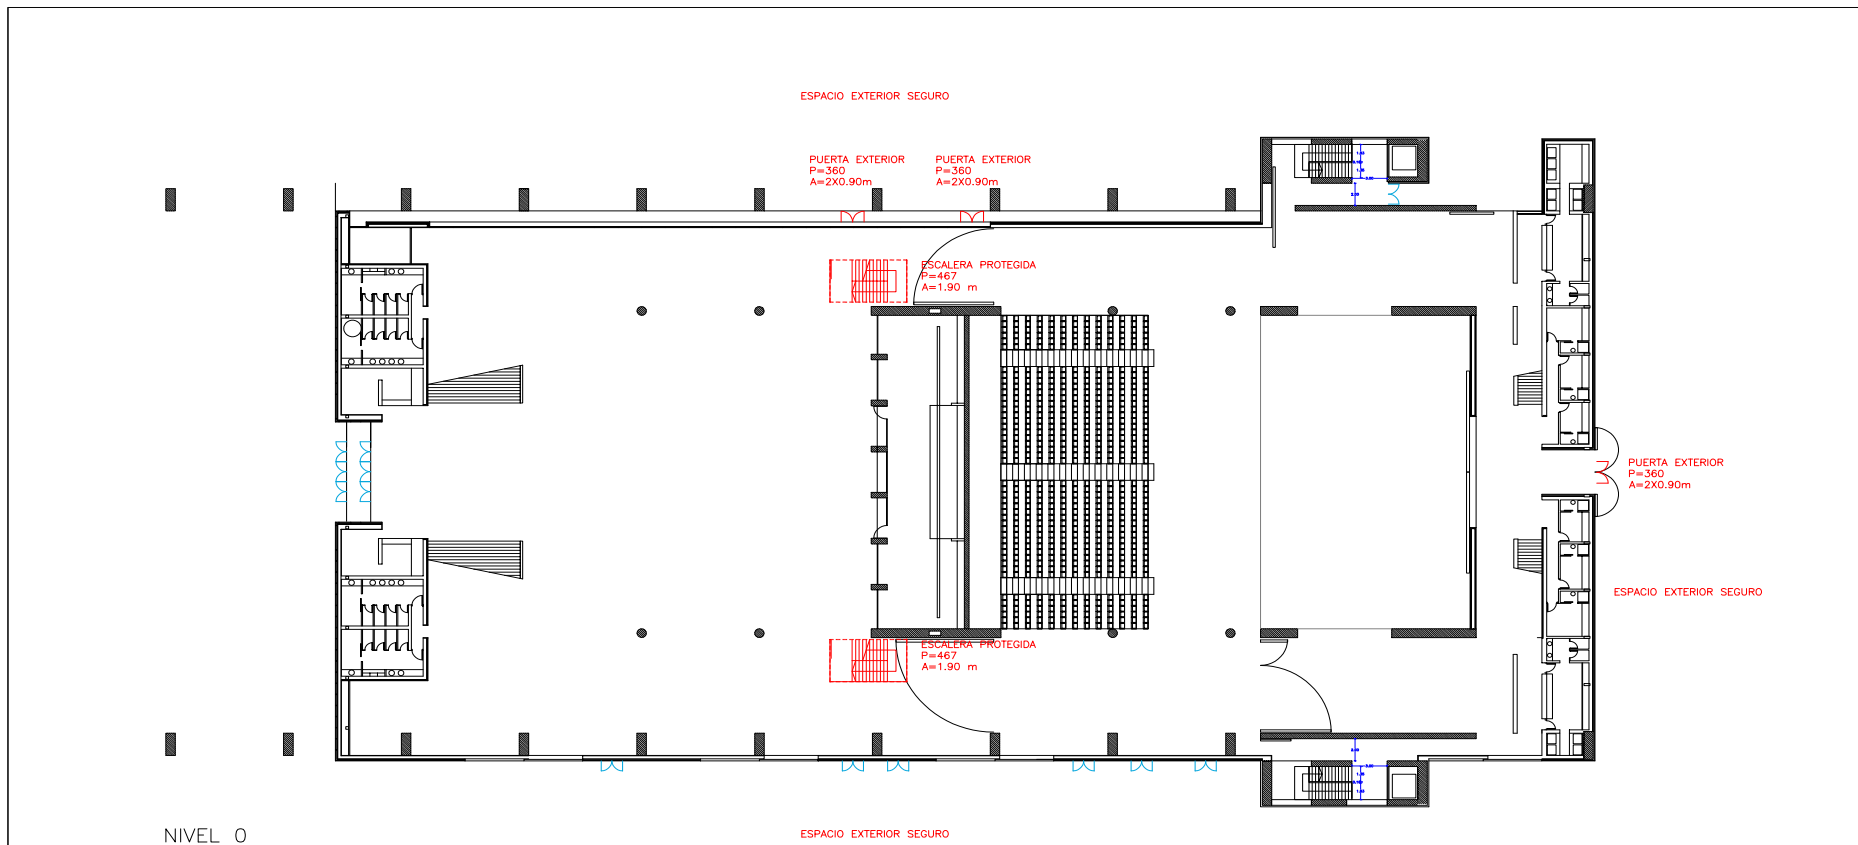 ESPACIO EXTERIOR SEGURO
PUERTA EXTERIOR
P=360
A=2X0.90m
PUERTA EXTERIOR
P=360
A=2X0.90m
ESCALERA PROTEGIDA
P=467
A=1.90 m
PUERTA EXTERIOR
P=360
A=2X0.90m
ESPACIO EXTERIOR SEGURO
ESCALERA PROTEGIDA
P=467
A=1.90 m
NIVEL 0
ESPACIO EXTERIOR SEGURO